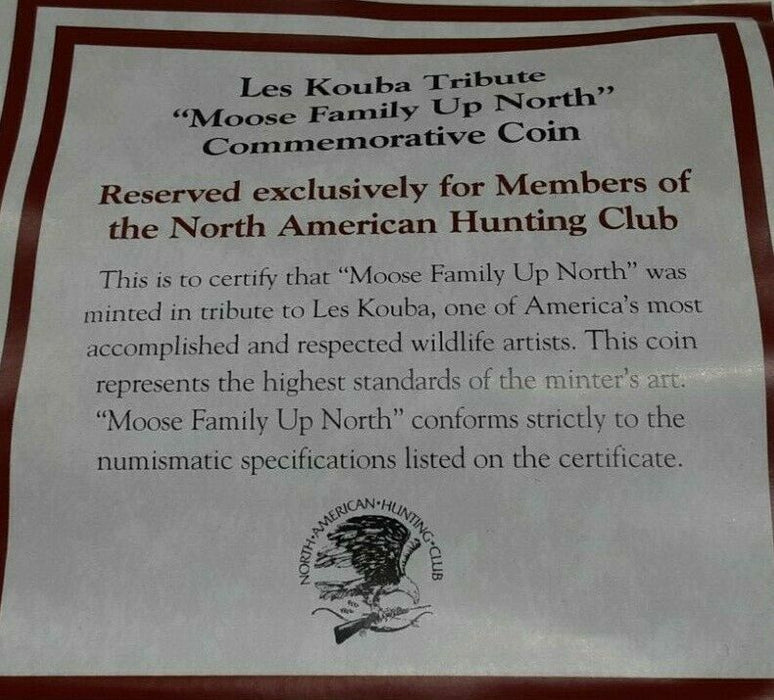 Les Kouba Tribute
“Moose Family Up North”
Commemorative Coin
Reserved exclusively for Members of
the North American Hunting Club
This is to certify that “Moose Family Up North” was
minted in tribute to Les Kouba, one of America’s most
accomplished and respected wildlife artists. This coin
represents the highest standards of the minter’s art.
“Moose Family Up North” conforms strictly to the
numismatic specifications listed on the certificate.
NORTH•AMERICAN•HUNTING•CLUB